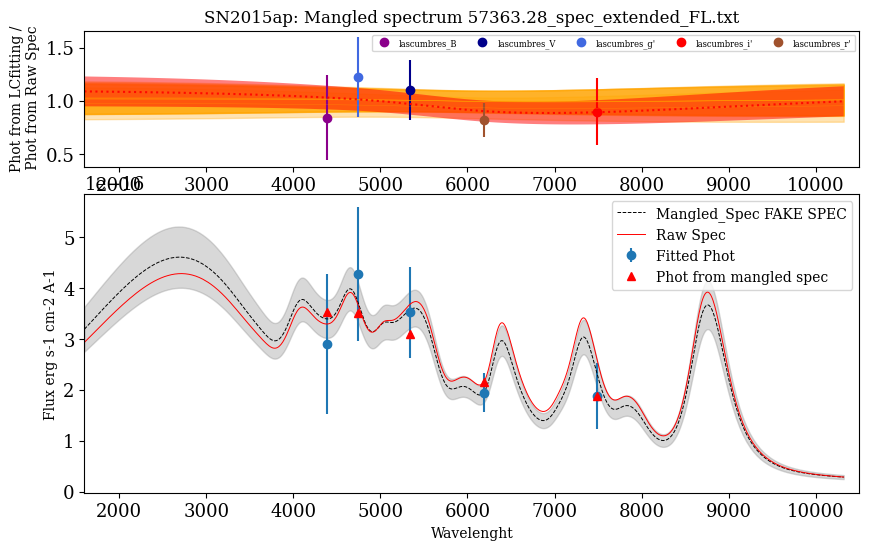 SN2015ap: Mangled spectrum 57363.28_spec_extended_FL.txt
Phot from LCfitting /
Phot from Raw Spec
1.5
1.0
0.5
lascumbres_B
lascumbres_V
lascumbres_g'
lascumbres_i'
lascumbres_r'
2000 3000 4000 5000 6000 7000 8000 9000 10000
1e−16
Flux erg s-1 cm-2 A-1
5
4
3
2
1
0
Mangled_Spec FAKE SPEC
Raw Spec
Fitted Phot
Phot from mangled spec
2000 3000 4000 5000 6000 7000 8000 9000 10000
Wavelenght